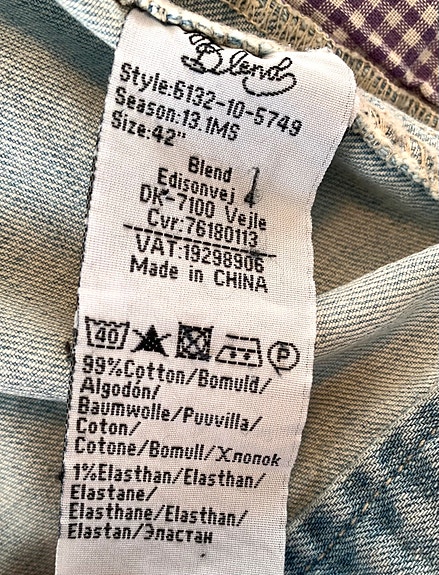 Blend
Style:6132-10-5749
Season:13.1MS
Size:42"
Blend
Edisonvej 4
DK-7100 Vejle
Cvr:76180113
VAT:19298906
Made in CHINA
40 P
99%Cotton/Bomuld/
Algodón/
Baumwolle/Puuvilla/
Coton/
Cotone/Bomull/Хлопок
1%Elasthan/Elasthan/
Elastane/
Elasthane/Elasthan/
Elastan/Эластан